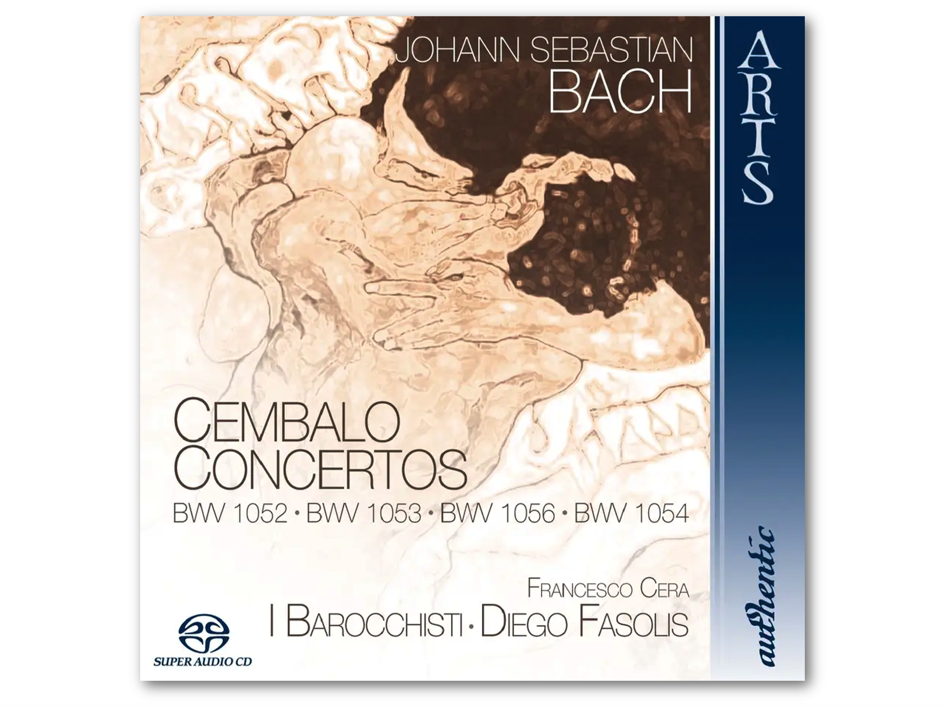 JOHANN SEBASTIAN
BACH
ARTS
CEMBALO
CONCERTOS
BWV 1052 • BWV 1053 • BWV 1056 • BWV 1054
FRANCESCO CERA
I BAROCCHISTI • DIEGO FASOLIS
SUPER AUDIO CD
authentic